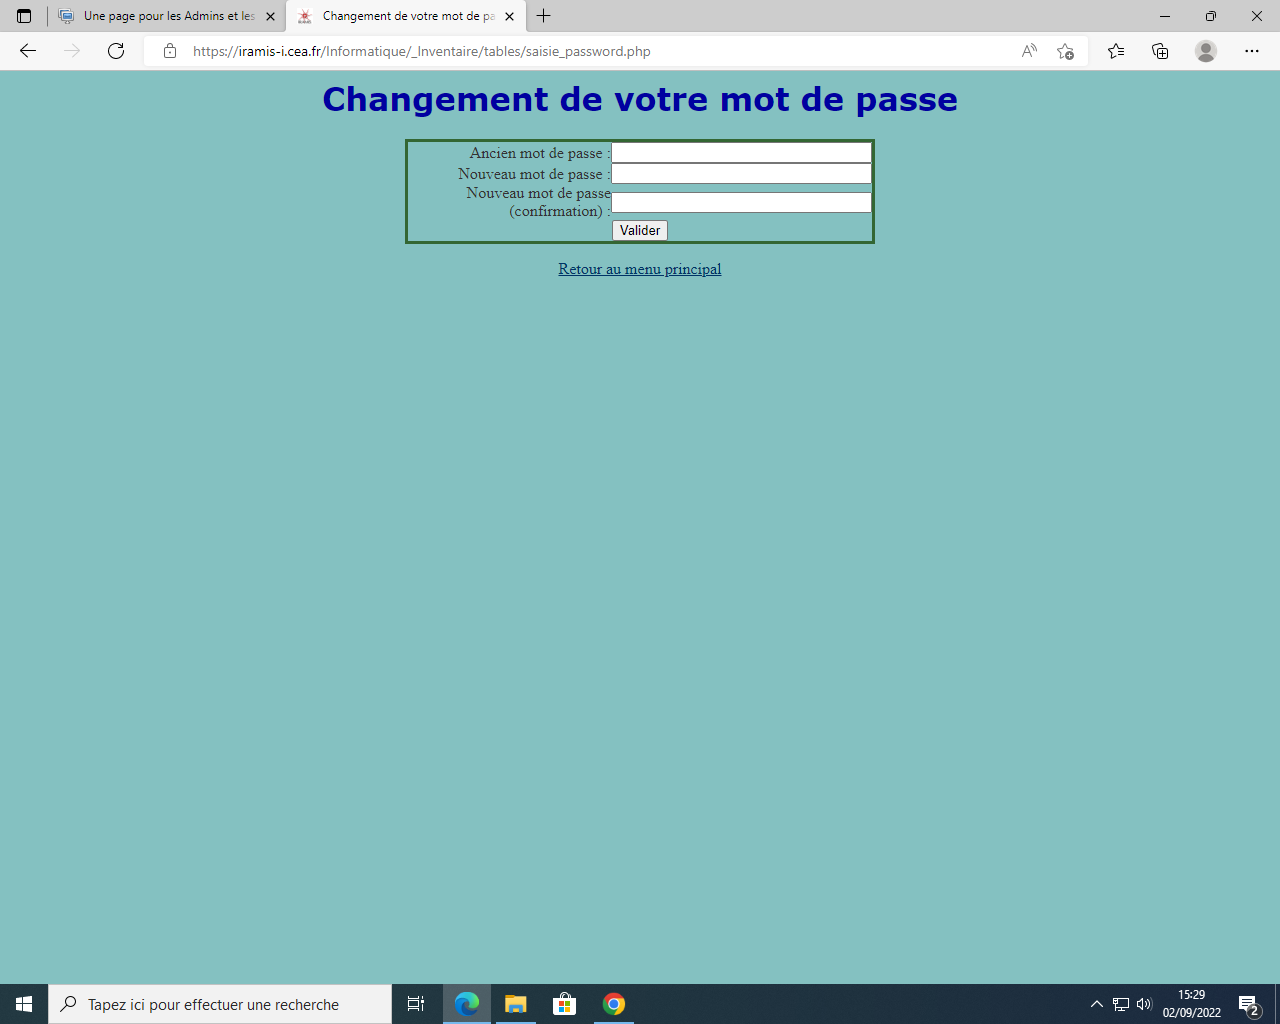 Une page pour les Admins et les
Changement de votre mot de pa
https://iramis-i.cea.fr/Informatique/_Inventaire/tables/saisie_password.php
Changement de votre mot de passe
Ancien mot de passe :
Nouveau mot de passe :
Nouveau mot de passe
(confirmation) :
Valider
Retour au menu principal
Tapez ici pour effectuer une recherche
15:29
02/09/2022
2